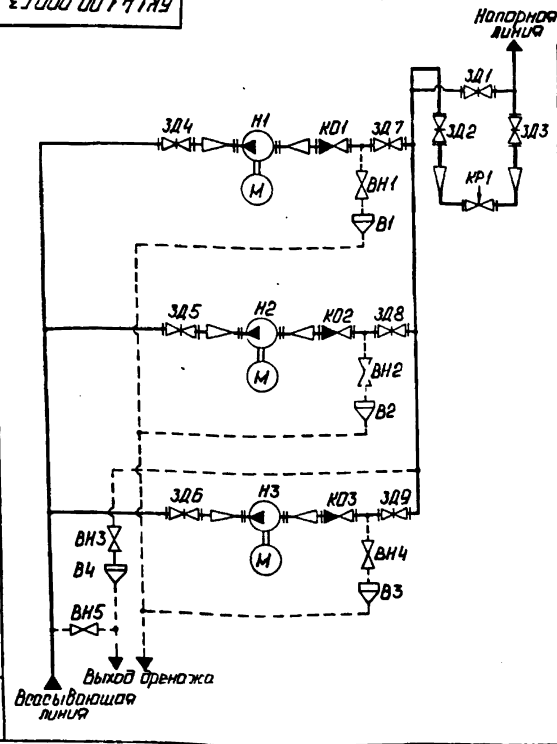 Напорная
линия
ЗД1
ЗД4
Н1
КО1
ЗД7
ЗД2
ЗД3
М
ВН1
КР1
В1
ЗД5
Н2
КО2
ЗД8
М
ВН2
В2
ЗД6
Н3
КО3
ЗД9
ВН3
М
ВН4
В4
В3
ВН5
Выход дренажа
Всасывающая
линия